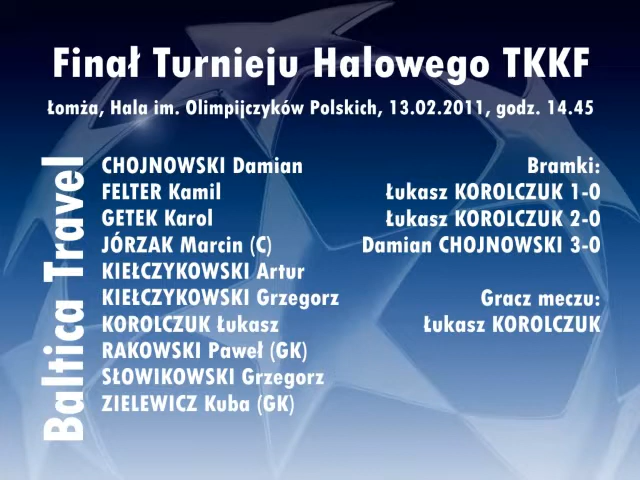 Finał Turnieju Halowego TKKF
Łomża, Hala im. Olimpijczyków Polskich, 13.02.2011, godz. 14.45
Baltica Travel
CHOJNOWSKI Damian
FELTER Kamil
GETEK Karol
JÓRZAK Marcin (C)
KIEŁCZYKOWSKI Artur
KIEŁCZYKOWSKI Grzegorz
KOROLCZUK Łukasz
RAKOWSKI Paweł (GK)
SŁOWIKOWSKI Grzegorz
ZIELEWICZ Kuba (GK)
Bramki:
Łukasz KOROLCZUK 1-0
Łukasz KOROLCZUK 2-0
Damian CHOJNOWSKI 3-0
Gracz meczu:
Łukasz KOROLCZUK